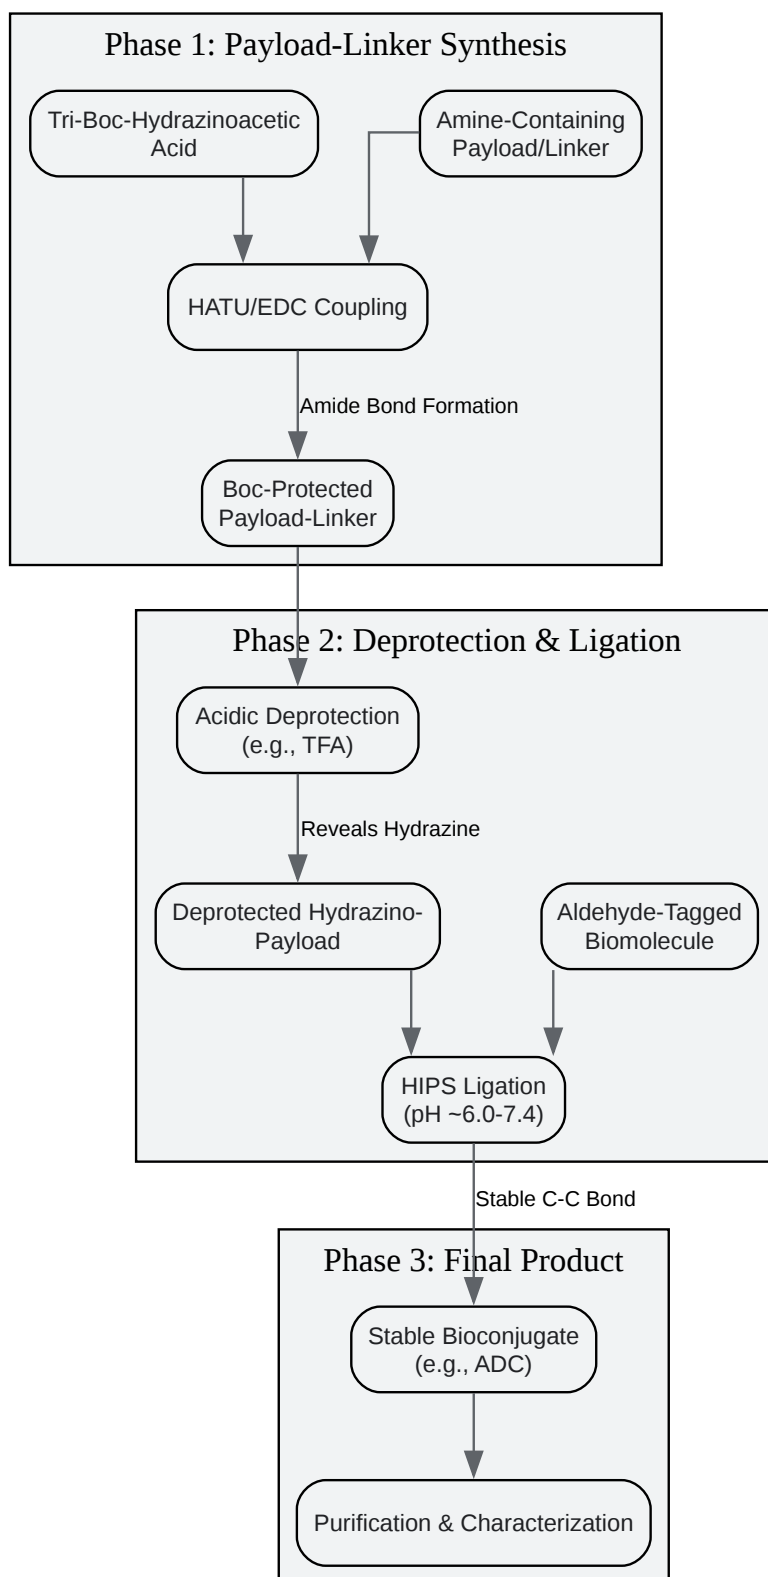 Phase 1: Payload-Linker Synthesis
Tri-Boc-Hydrazinoacetic
Acid
Amine-Containing
Payload/Linker
HATU/EDC Coupling
Amide Bond Formation
Boc-Protected
Payload-Linker
Phase 2: Deprotection & Ligation
Acidic Deprotection
(e.g., TFA)
Reveals Hydrazine
Deprotected Hydrazino-
Payload
Aldehyde-Tagged
Biomolecule
HIPS Ligation
(pH ~6.0-7.4)
Stable C-C Bond
Phase 3: Final Product
Stable Bioconjugate
(e.g., ADC)
Purification & Characterization